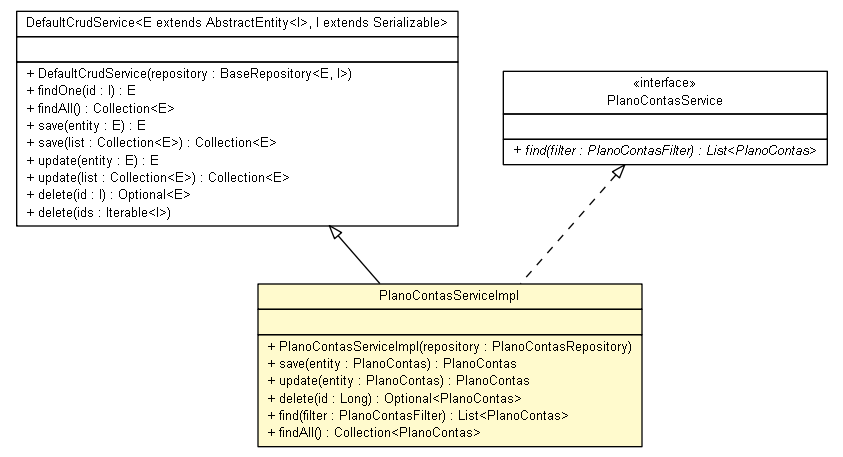 DefaultCrudService<E extends AbstractEntity<I>, I extends Serializable>
+ DefaultCrudService(repository : BaseRepository<E, I>)
+ findOne(id : I) : E
+ findAll() : Collection<E>
+ save(entity : E) : E
+ save(list : Collection<E>) : Collection<E>
+ update(entity : E) : E
+ update(list : Collection<E>) : Collection<E>
+ delete(id : I) : Optional<E>
+ delete(ids : Iterable<I>)
«interface»
PlanoContasService
+ find(filter : PlanoContasFilter) : List<PlanoContas>
PlanoContasServiceImpl
+ PlanoContasServiceImpl(repository : PlanoContasRepository)
+ save(entity : PlanoContas) : PlanoContas
+ update(entity : PlanoContas) : PlanoContas
+ delete(id : Long) : Optional<PlanoContas>
+ find(filter : PlanoContasFilter) : List<PlanoContas>
+ findAll() : Collection<PlanoContas>